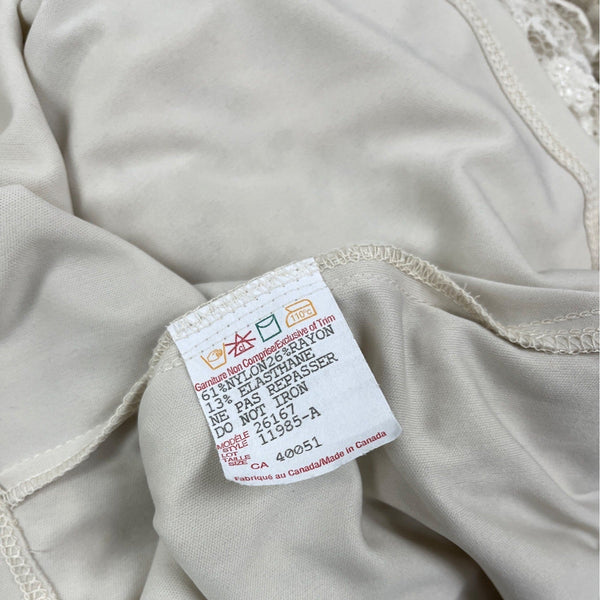 110°C
Garniture Non Comprise/Exclusive of Trim
61%NYLON26%RAYON
13% ELASTHANE
NE PAS REPASSER
DO NOT IRON
MODÈLE STYLE 26167
LOT 11985-A
TAILLE SIZE CA 40051
Fabriqué au Canada/Made in Canada